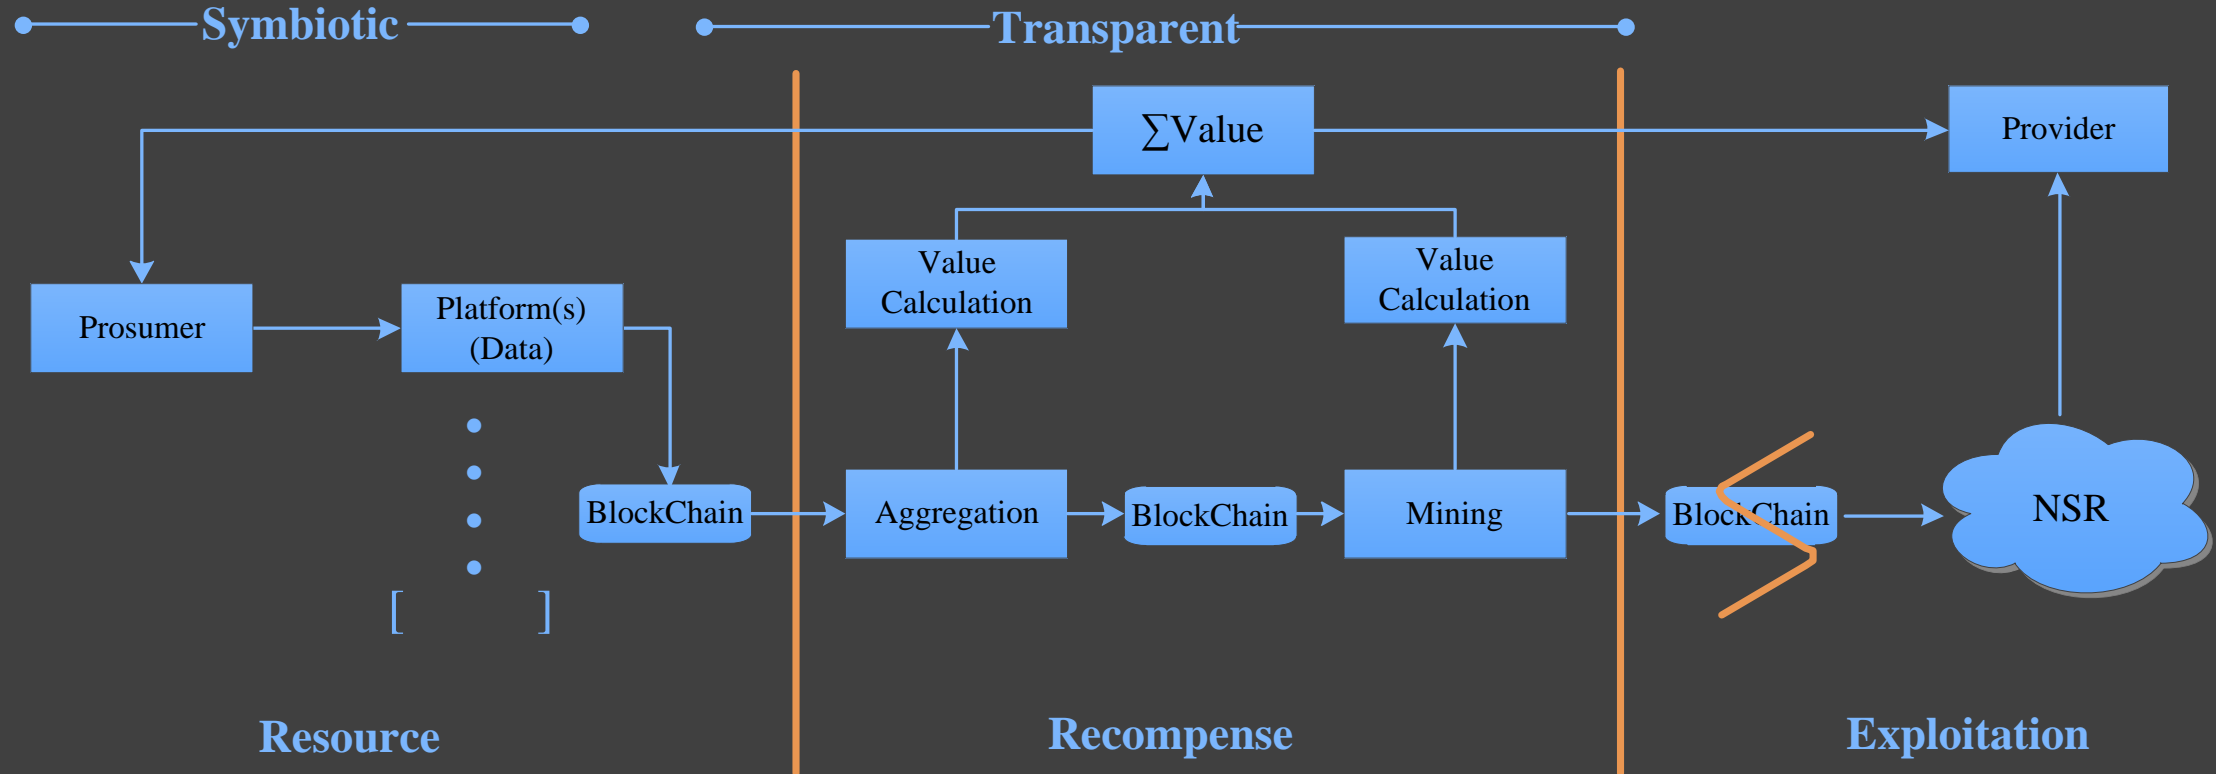 Symbiotic
Transparent
∑Value
Provider
Value
Calculation
Value
Calculation
Prosumer
Platform(s)
(Data)
BlockChain
Aggregation
BlockChain
Mining
BlockChain
NSR
[ ]
Resource
Recompense
Exploitation